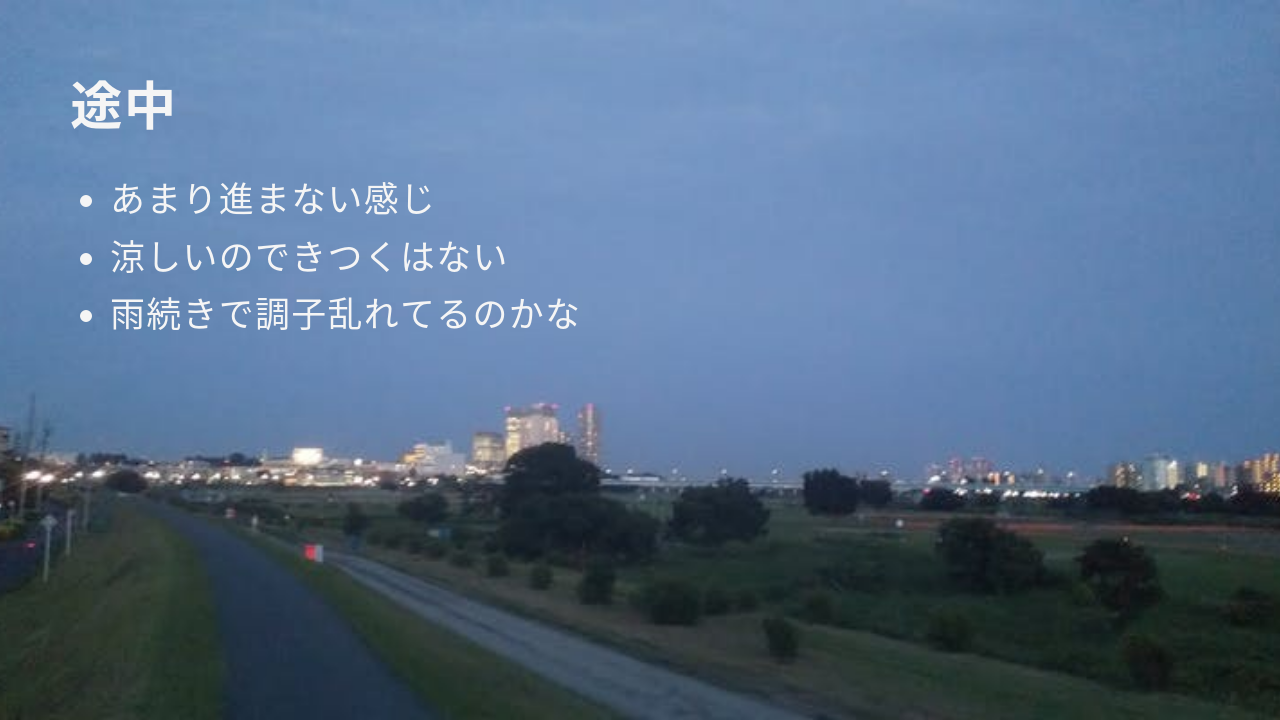 途中
あまり進まない感じ
涼しいのできつくはない
雨続きで調子乱れてるのかな